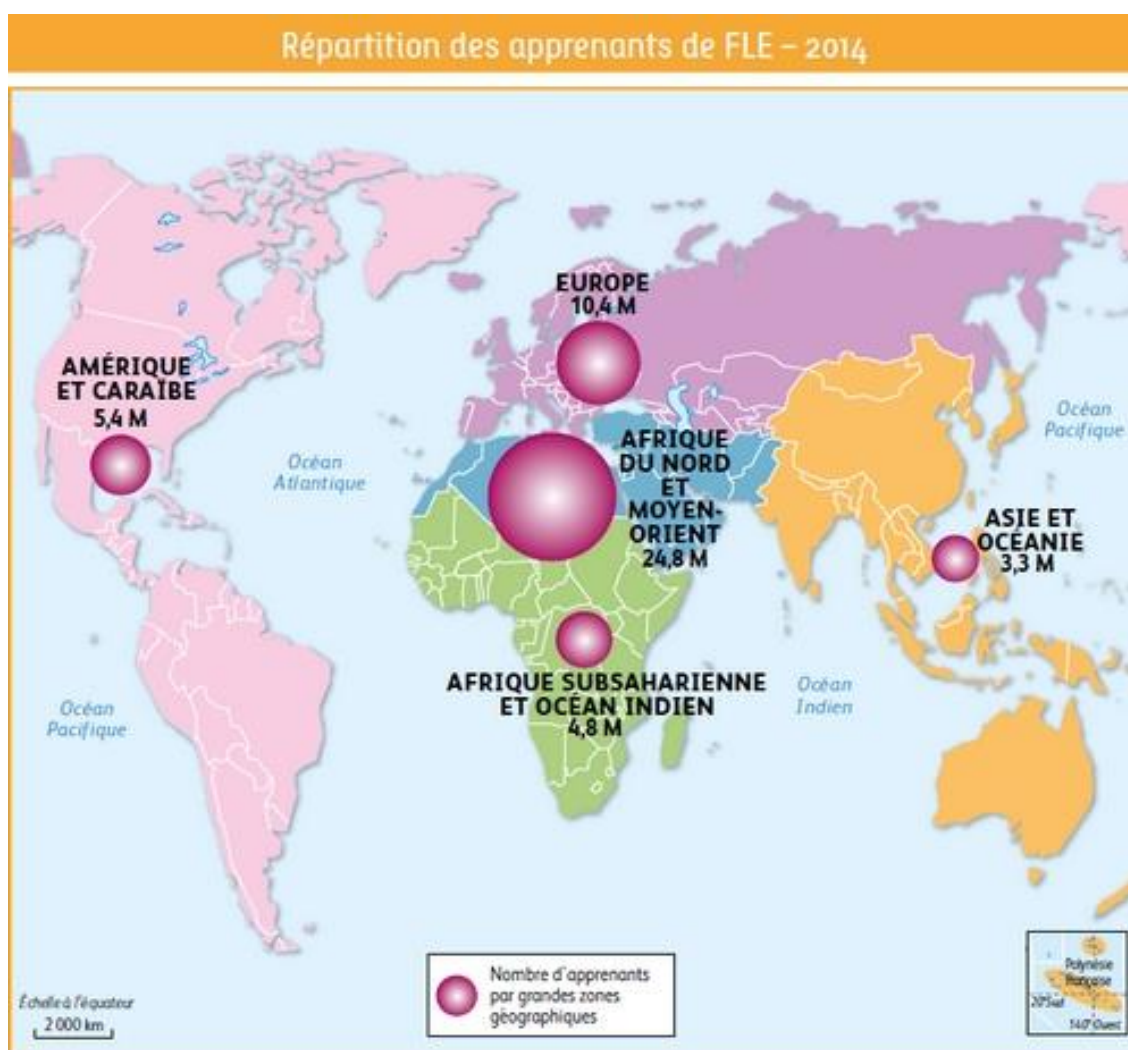 Répartition des apprenants de FLE – 2014
EUROPE
10,4 M
AMÉRIQUE
ET CARAÏBE
5,4 M
Océan
Pacifique
Océan
Atlantique
AFRIQUE
DU NORD
ET
MOYEN-
ORIENT
24,8 M
ASIE ET
OCÉANIE
3,3 M
AFRIQUE SUBSAHARIENNE
ET OCÉAN INDIEN
4,8 M
Océan
Indien
Océan
Pacifique
Nombre d'apprenants
par grandes zones
géographiques
Polynésie
Française
20°Sud
140° Ouest
Échelle à l'équateur
2 000 km